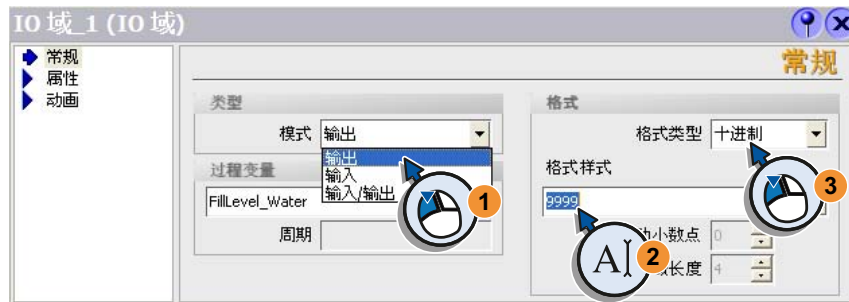 IO 域_1 (IO 域)
常规
属性
动画
常规
类型
模式 输出
输出
输入
输入/输出
过程变量
FillLevel_Water
周期
格式
格式类型 十进制
格式样式
9999
小数点 0
长度 4
1
2
3
A